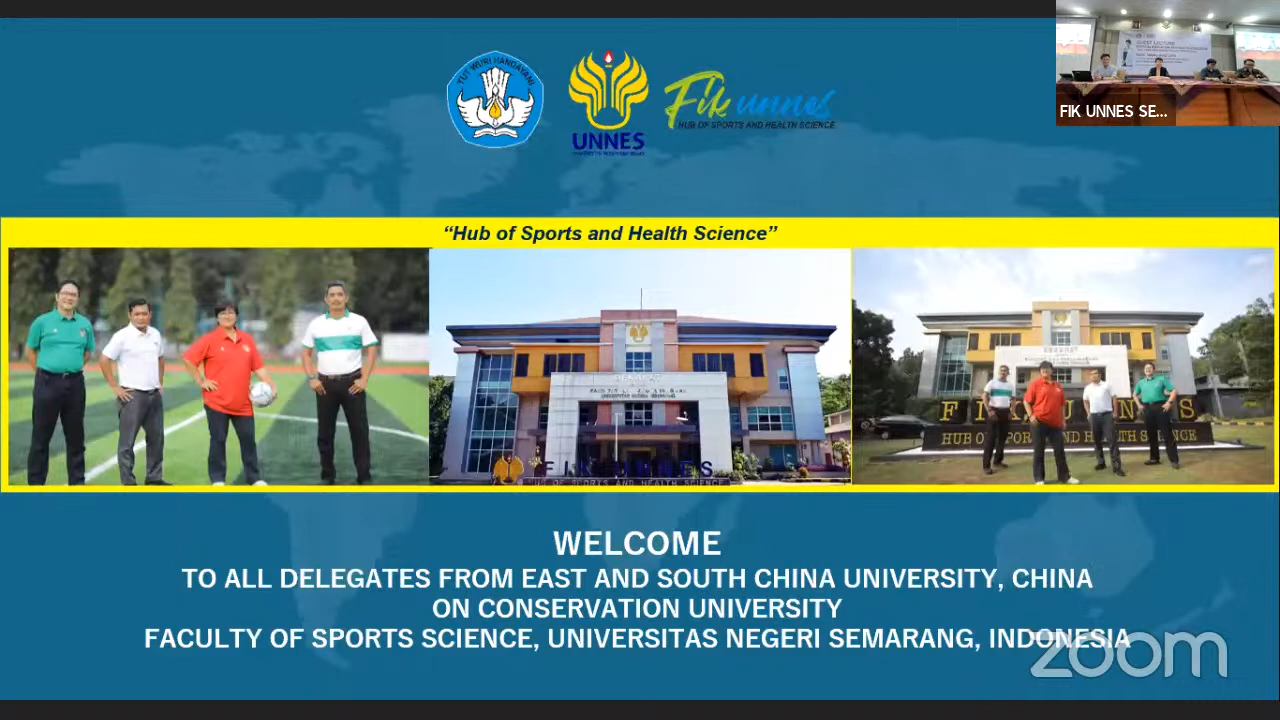 TUT WURI HANDAYANI
UNNES
Fik unnes
HUB OF SPORTS AND HEALTH SCIENCE
GUEST LECTURE
FIK UNNES SE...
“Hub of Sports and Health Science”
FIK UNNES
HUB OF SPORTS AND HEALTH SCIENCE
FIK UNNES
HUB OF SPORTS AND HEALTH SCIENCE
WELCOME
TO ALL DELEGATES FROM EAST AND SOUTH CHINA UNIVERSITY, CHINA
ON CONSERVATION UNIVERSITY
FACULTY OF SPORTS SCIENCE, UNIVERSITAS NEGERI SEMARANG, INDONESIA
zoom